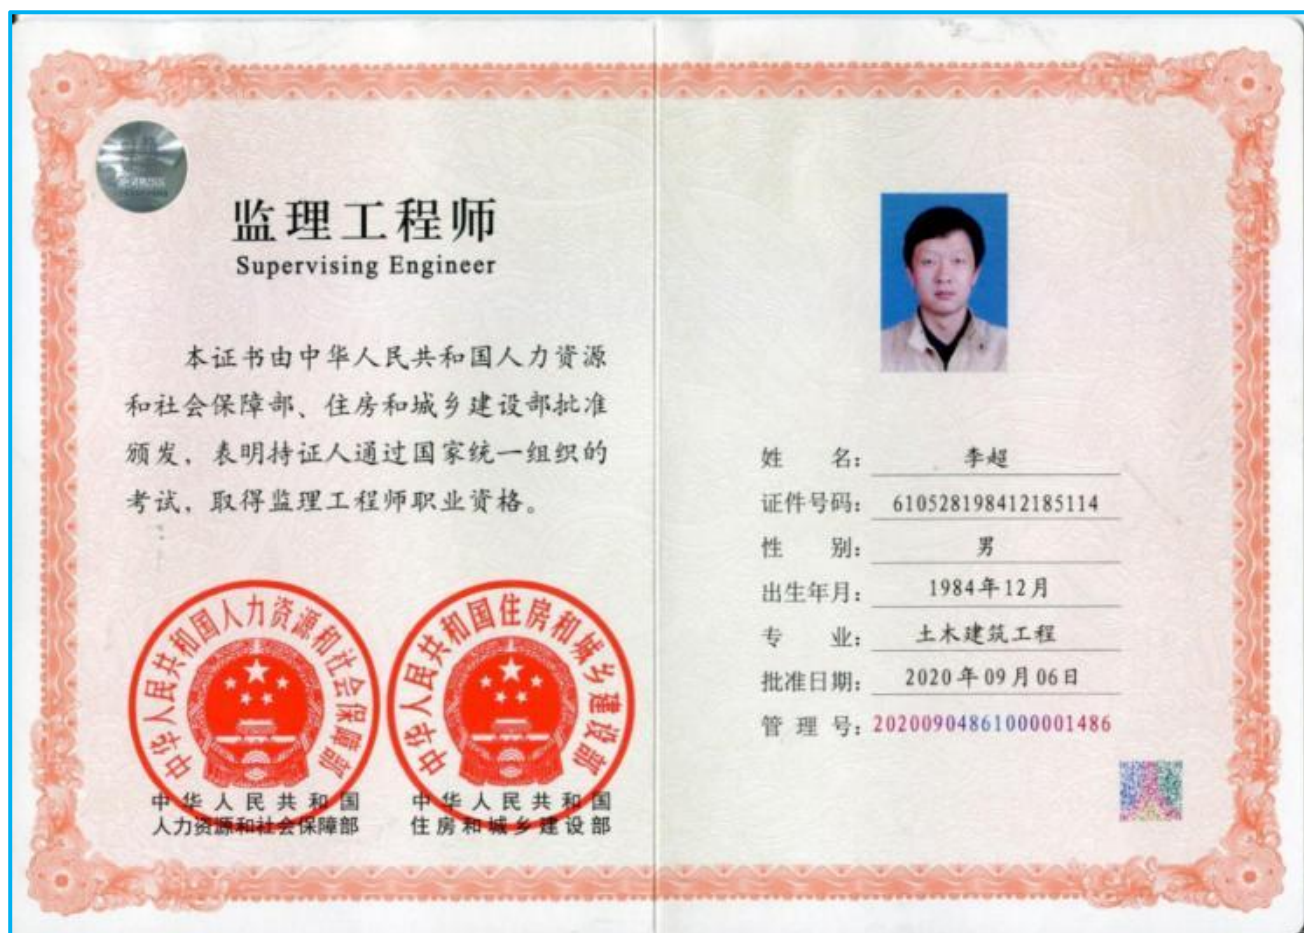 监理工程师
Supervising Engineer
本证书由中华人民共和国人力资源
和社会保障部、住房和城乡建设部批准
颁发，表明持证人通过国家统一组织的
考试，取得监理工程师职业资格。
中华人民共和国人力资源和社会保障部
中华人民共和国住房和城乡建设部
中华人民共和国
人力资源和社会保障部
中华人民共和国
住房和城乡建设部
姓 名： 李超
证件号码： 610528198412185114
性 别： 男
出生年月： 1984年12月
专 业： 土木建筑工程
批准日期： 2020年09月06日
管 理 号： 20200904861000001486